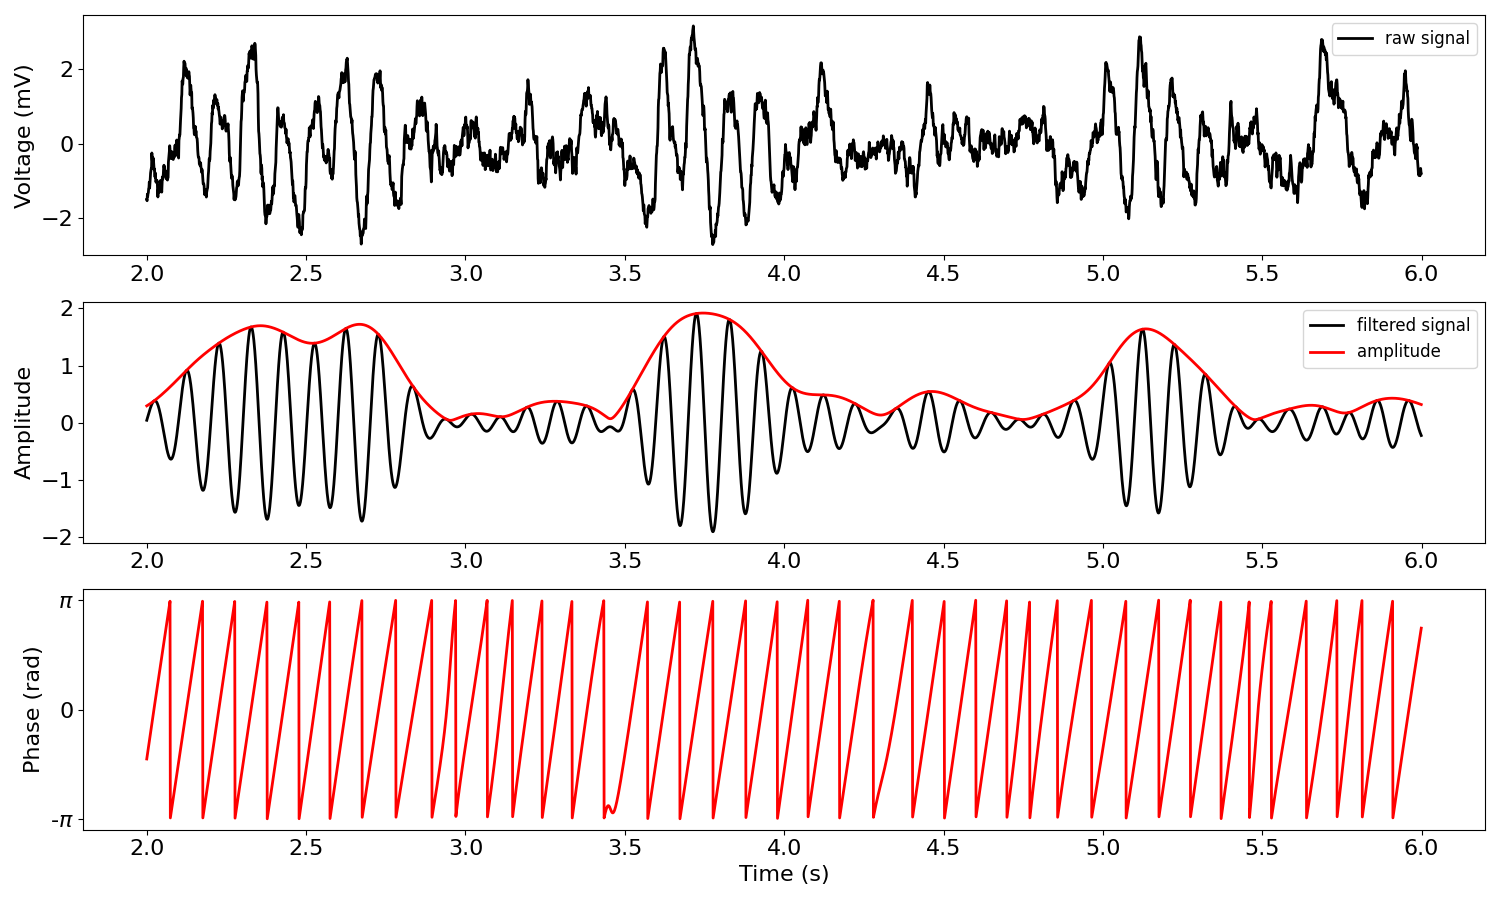 Voltage (mV)
2
0
−2
raw signal
2.0 2.5 3.0 3.5 4.0 4.5 5.0 5.5 6.0
Amplitude
2
1
0
−1
−2
filtered signal
amplitude
2.0 2.5 3.0 3.5 4.0 4.5 5.0 5.5 6.0
Phase (rad)
π
0
-π
2.0 2.5 3.0 3.5 4.0 4.5 5.0 5.5 6.0
Time (s)